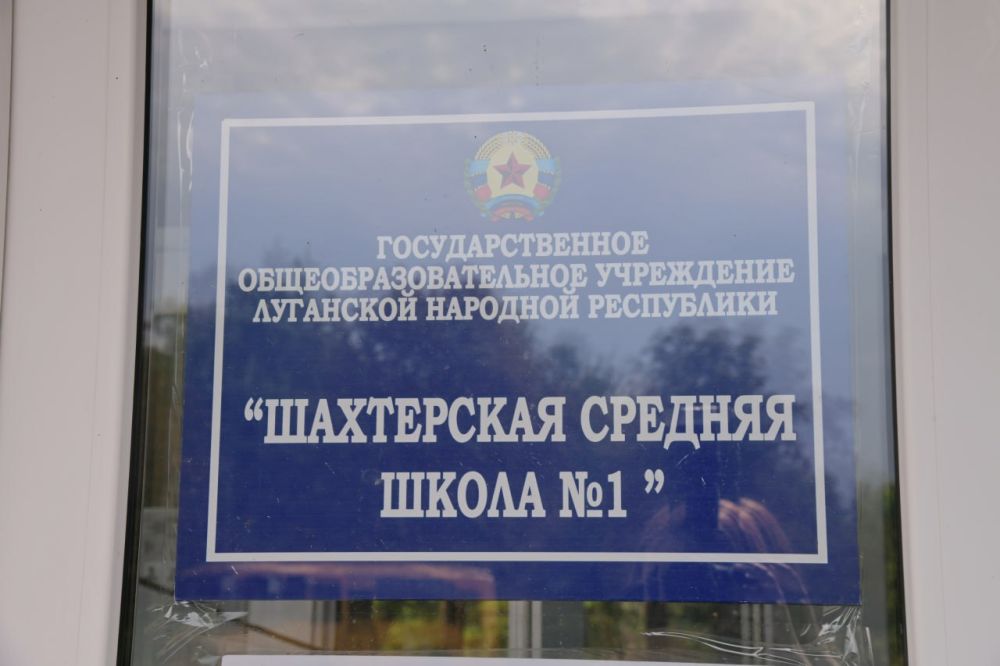 ГОСУДАРСТВЕННОЕ
ОБЩЕОБРАЗОВАТЕЛЬНОЕ УЧРЕЖДЕНИЕ
ЛУГАНСКОЙ НАРОДНОЙ РЕСПУБЛИКИ
“ШАХТЕРСКАЯ СРЕДНЯЯ
ШКОЛА №1 ”